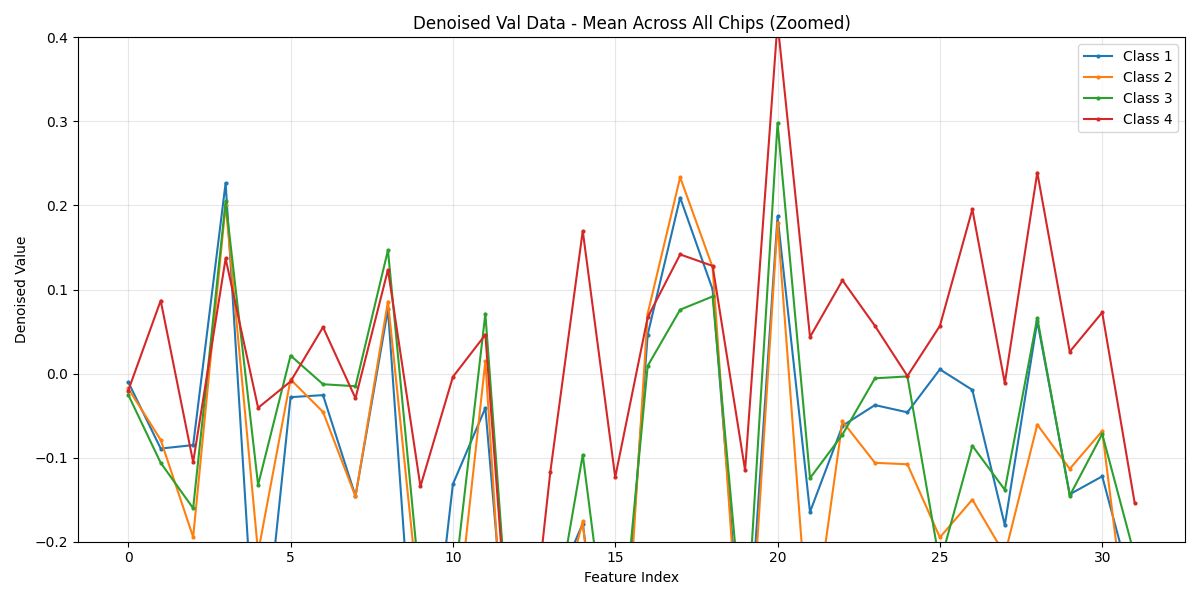 Denoised Val Data - Mean Across All Chips (Zoomed)
Denoised Value
0.4
0.3
0.2
0.1
0.0
−0.1
−0.2
Class 1
Class 2
Class 3
Class 4
0 5 10 15 20 25 30
Feature Index